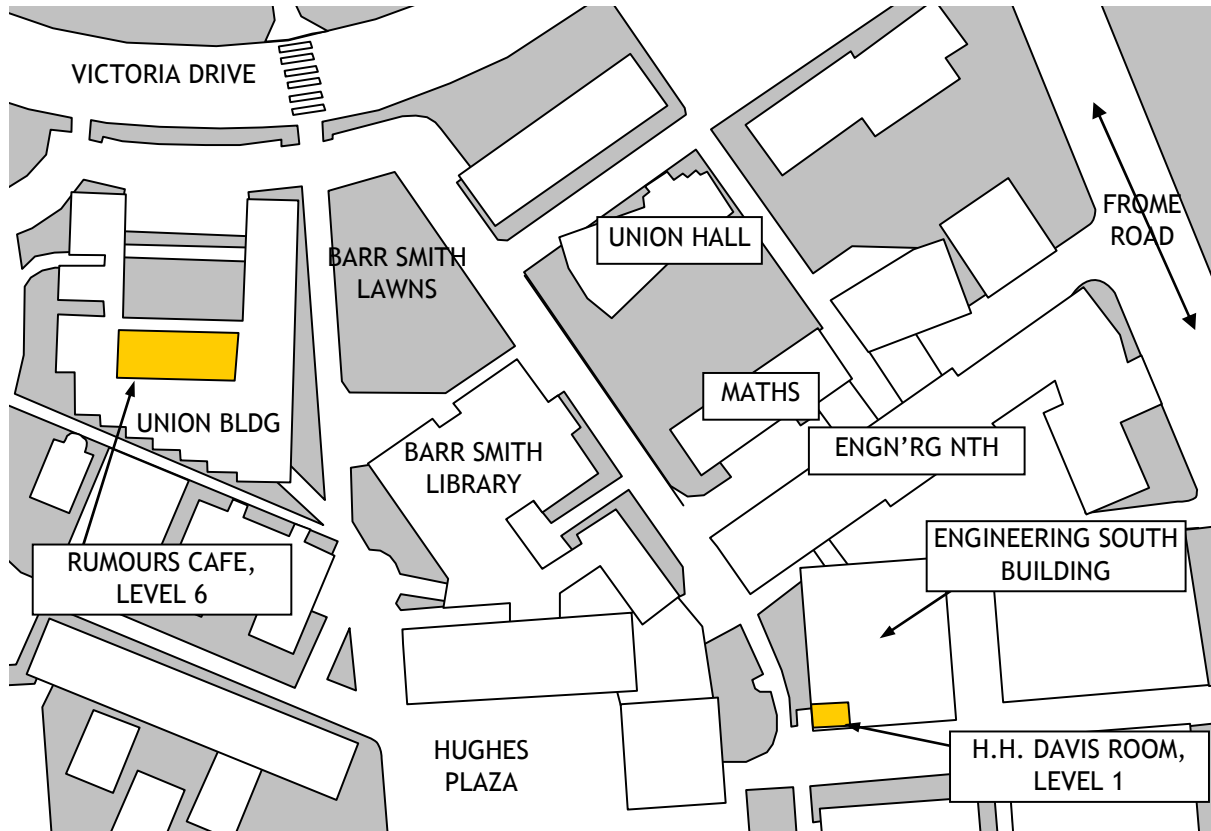 VICTORIA DRIVE
FROME
ROAD
UNION HALL
BARR SMITH
LAWNS
MATHS
UNION BLDG
BARR SMITH
LIBRARY
ENGN'RG NTH
ENGINEERING SOUTH
BUILDING
RUMOURS CAFE,
LEVEL 6
HUGHES
PLAZA
H.H. DAVIS ROOM,
LEVEL 1